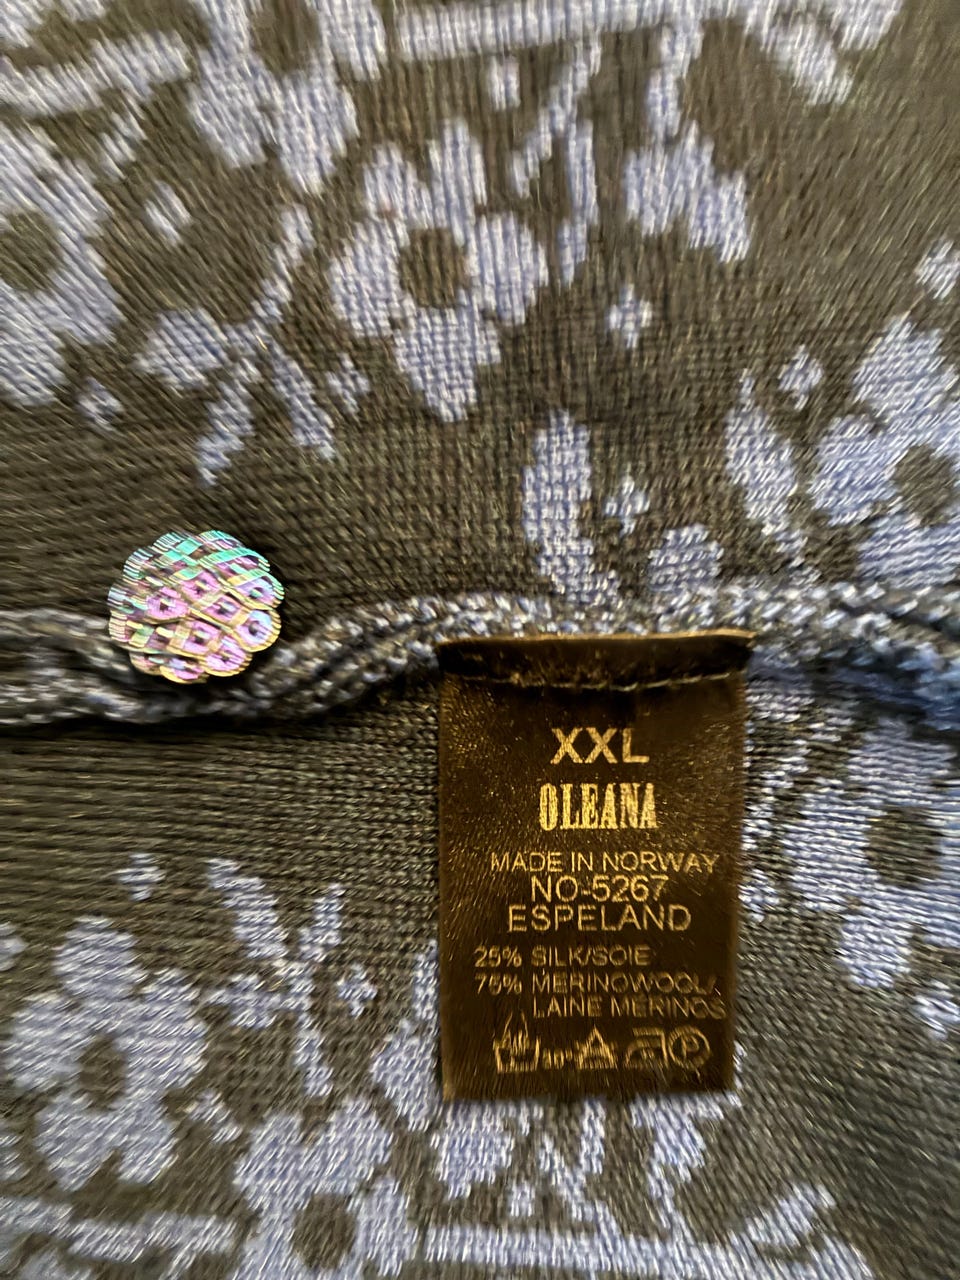 XXL
OLEANA
MADE IN NORWAY
NO-5267
ESPELAND
25% SILK/SOIE
75% MERINOWOOL/
LAINE MERINOS
P